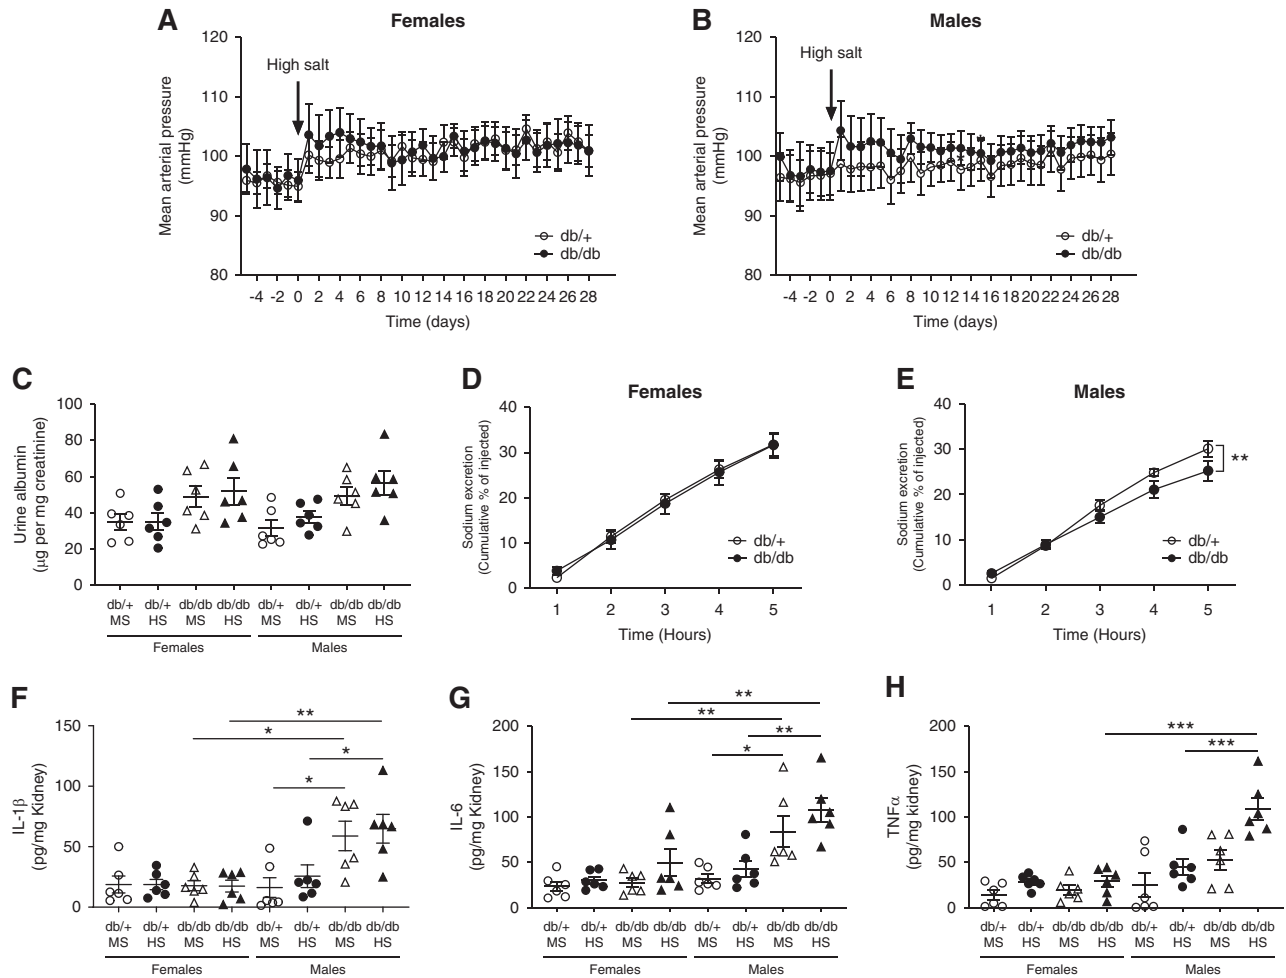 A
Females
120
110
100
90
80
Mean arterial pressure
(mmHg)
High salt
db/+
db/db
-4 -2 0 2 4 6 8 10 12 14 16 18 20 22 24 26 28
Time (days)
B
Males
120
110
100
90
80
Mean arterial pressure
(mmHg)
High salt
*
db/+
db/db
-4 -2 0 2 4 6 8 10 12 14 16 18 20 22 24 26 28
Time (days)
C
100
80
60
40
20
0
Urine albumin
(μg per mg creatinine)
db/+ db/+ db/db db/db db/+ db/+ db/db db/db
MS HS MS HS MS HS MS HS
Females Males
D
Females
40
30
20
10
0
Sodium excretion
(Cumulative % of injected)
db/+
db/db
1 2 3 4 5
Time (Hours)
E
Males
40
30
20
10
0
Sodium excretion
(Cumulative % of injected)
**
db/+
db/db
1 2 3 4 5
Time (Hours)
F
150
100
50
0
IL-1β
(pg/mg Kidney)
**
*
*
*
db/+ db/+ db/db db/db db/+ db/+ db/db db/db
MS HS MS HS MS HS MS HS
Females Males
G
200
150
100
50
0
IL-6
(pg/mg Kidney)
**
**
**
*
db/+ db/+ db/db db/db db/+ db/+ db/db db/db
MS HS MS HS MS HS MS HS
Females Males
H
200
150
100
50
0
TNFα
(pg/mg kidney)
***
***
db/+ db/+ db/db db/db db/+ db/+ db/db db/db
MS HS MS HS MS HS MS HS
Females Males